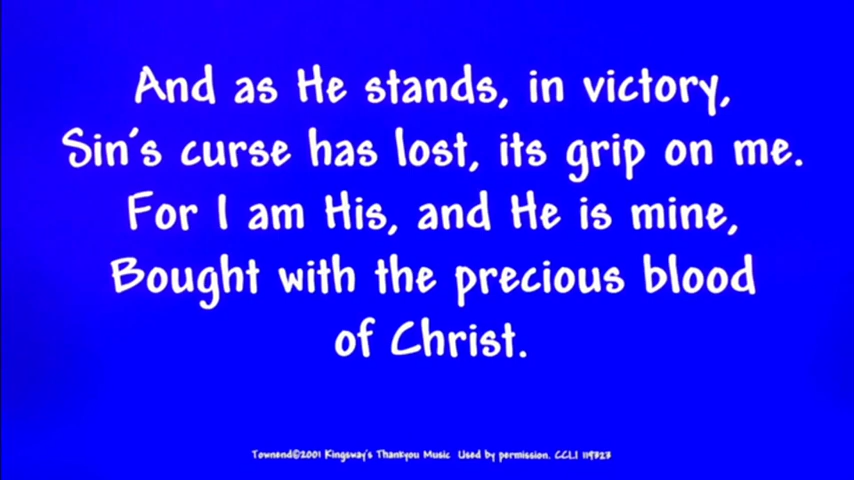 And as He stands, in victory,
Sin's curse has lost, its grip on me.
For I am His, and He is mine,
Bought with the precious blood
of Christ.
Townend©2001 Kingsway's Thankyou Music Used by permission. CCLI 119323